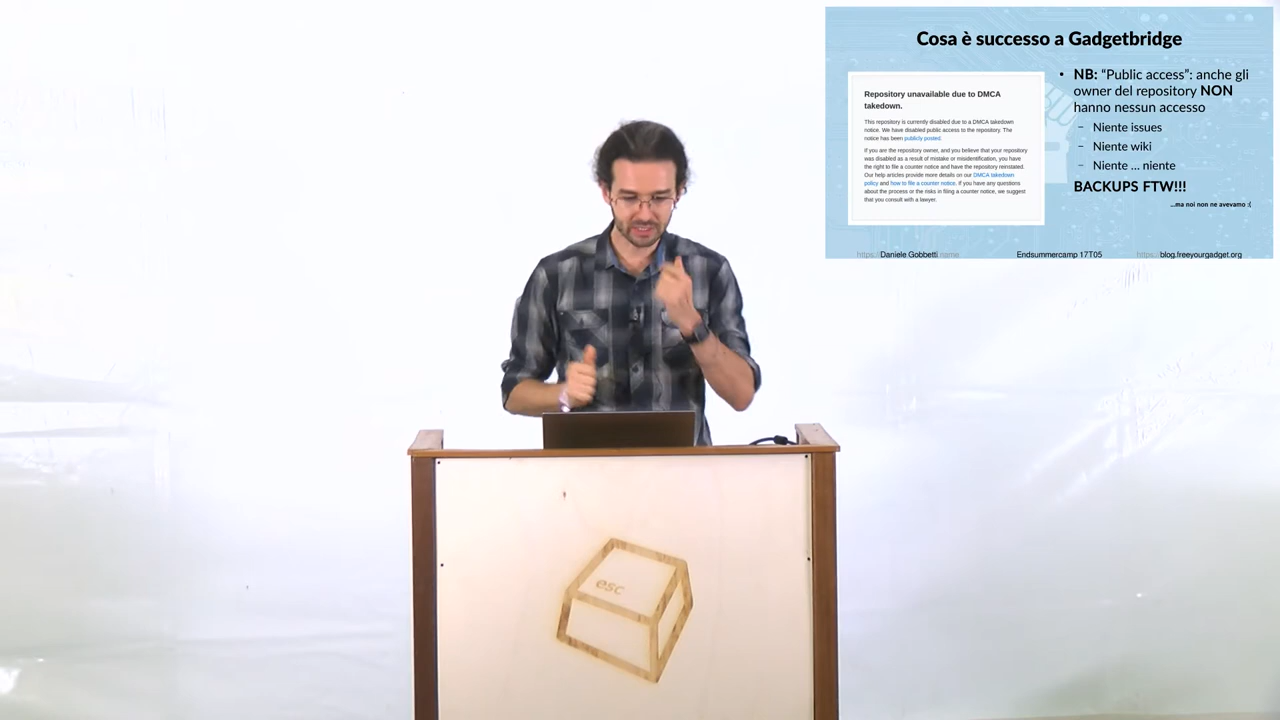 Cosa è successo a Gadgetbridge
Repository unavailable due to DMCA
takedown.
This repository is currently disabled due to a DMCA takedown
notice. We have disabled public access to the repository. The
notice has been publicly posted.
If you are the repository owner, and you believe that your repository
was disabled as a result of mistake or misidentification, you have
the right to file a counter notice and have the repository reinstated.
Our help articles provide more details on our DMCA takedown
policy and how to file a counter notice. If you have any questions
about the process or the risks in filing a counter notice, we suggest
that you consult with a lawyer.
• NB: “Public access”: anche gli
owner del repository NON
hanno nessun accesso
– Niente issues
– Niente wiki
– Niente ... niente
BACKUPS FTW!!!
...ma noi non ne avevamo :(
https:// Daniele Gobbetti name
Endsummercamp 17T05
https:// blog.freeyourgadget.org
esc